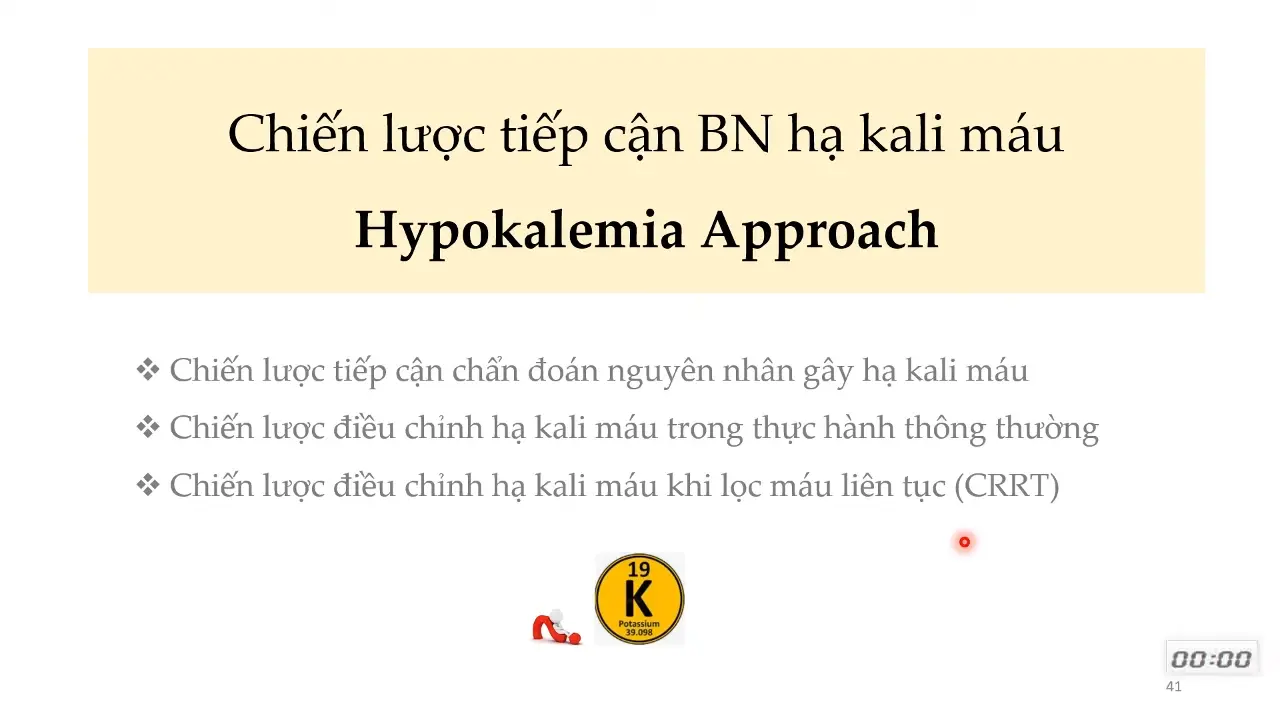 Chiến lược tiếp cận BN hạ kali máu
Hypokalemia Approach
❖ Chiến lược tiếp cận chẩn đoán nguyên nhân gây hạ kali máu
❖ Chiến lược điều chỉnh hạ kali máu trong thực hành thông thường
❖ Chiến lược điều chỉnh hạ kali máu khi lọc máu liên tục (CRRT)
19
K
Potassium
39.098
00:00
41